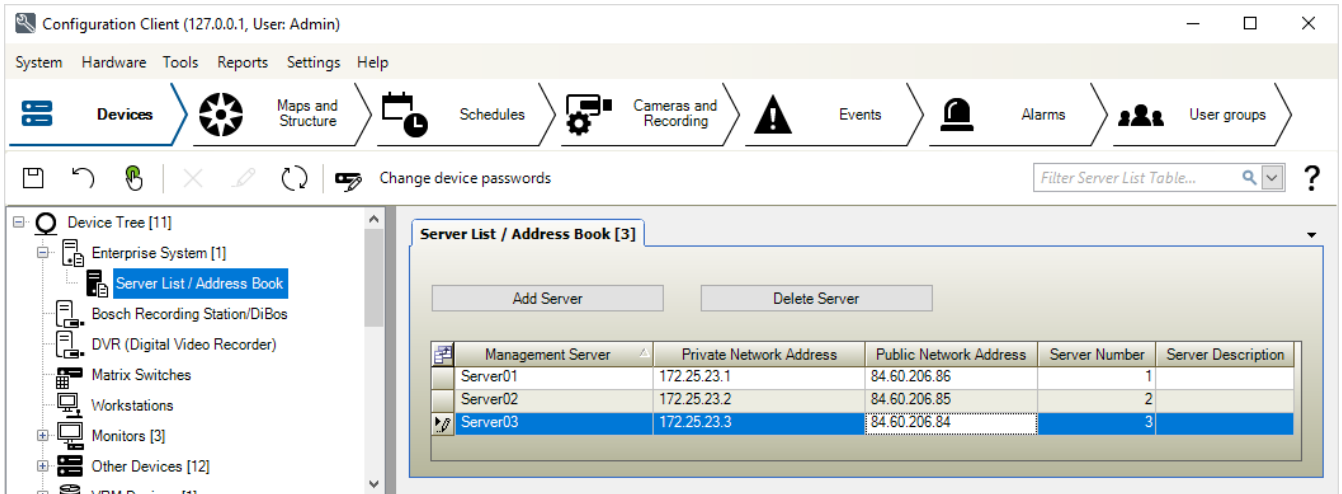 Configuration Client (127.0.0.1, User: Admin)
System Hardware Tools Reports Settings Help
Devices Maps and Structure Schedules Cameras and Recording Events Alarms User groups
Change device passwords Filter Server List Table... ?
Device Tree [11]
Server List / Address Book [3]
Enterprise System [1]
Server List / Address Book
Add Server Delete Server
Bosch Recording Station/DiBos
DVR (Digital Video Recorder)
Management Server Private Network Address Public Network Address Server Number Server Description
Matrix Switches
Server01 172.25.23.1 84.60.206.86 1
Workstations
Server02 172.25.23.2 84.60.206.85 2
Server03 172.25.23.3 84.60.206.84 3
Monitors [3]
Other Devices [12]